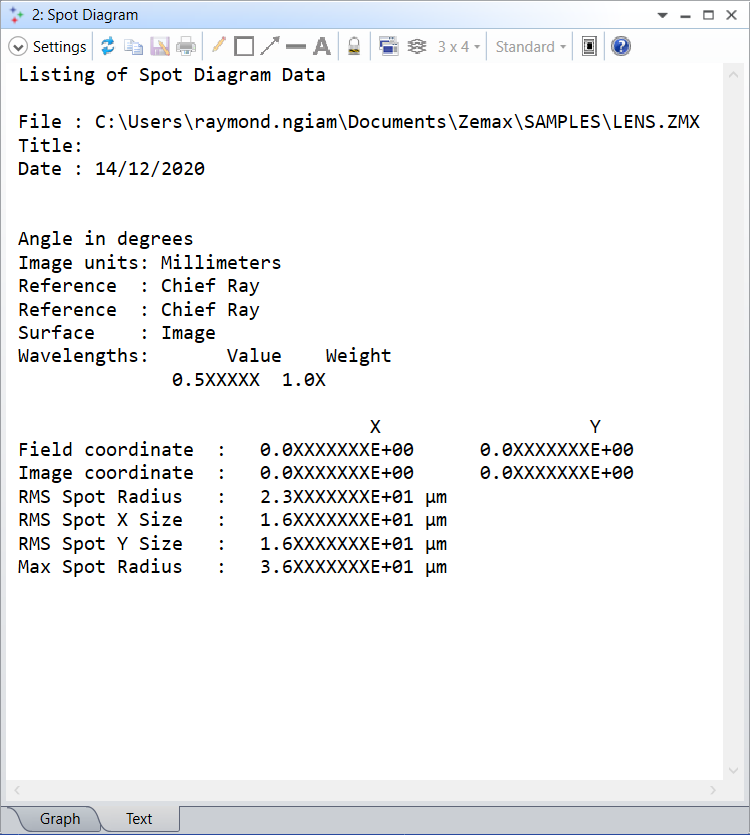 2: Spot Diagram
Settings
3 x 4
Standard
Listing of Spot Diagram Data
File : C:\Users\raymond.ngiam\Documents\Zemax\SAMPLES\LENS.ZMX
Title:
Date : 14/12/2020
Angle in degrees
Image units: Millimeters
Reference  : Chief Ray
Reference  : Chief Ray
Surface    : Image
Wavelengths:       Value    Weight
0.5XXXXX  1.0X
X                   Y
Field coordinate  :   0.0XXXXXXXE+00      0.0XXXXXXXE+00
Image coordinate  :   0.0XXXXXXXE+00      0.0XXXXXXXE+00
RMS Spot Radius   :   2.3XXXXXXXE+01 µm
RMS Spot X Size   :   1.6XXXXXXXE+01 µm
RMS Spot Y Size   :   1.6XXXXXXXE+01 µm
Max Spot Radius   :   3.6XXXXXXXE+01 µm
Graph
Text